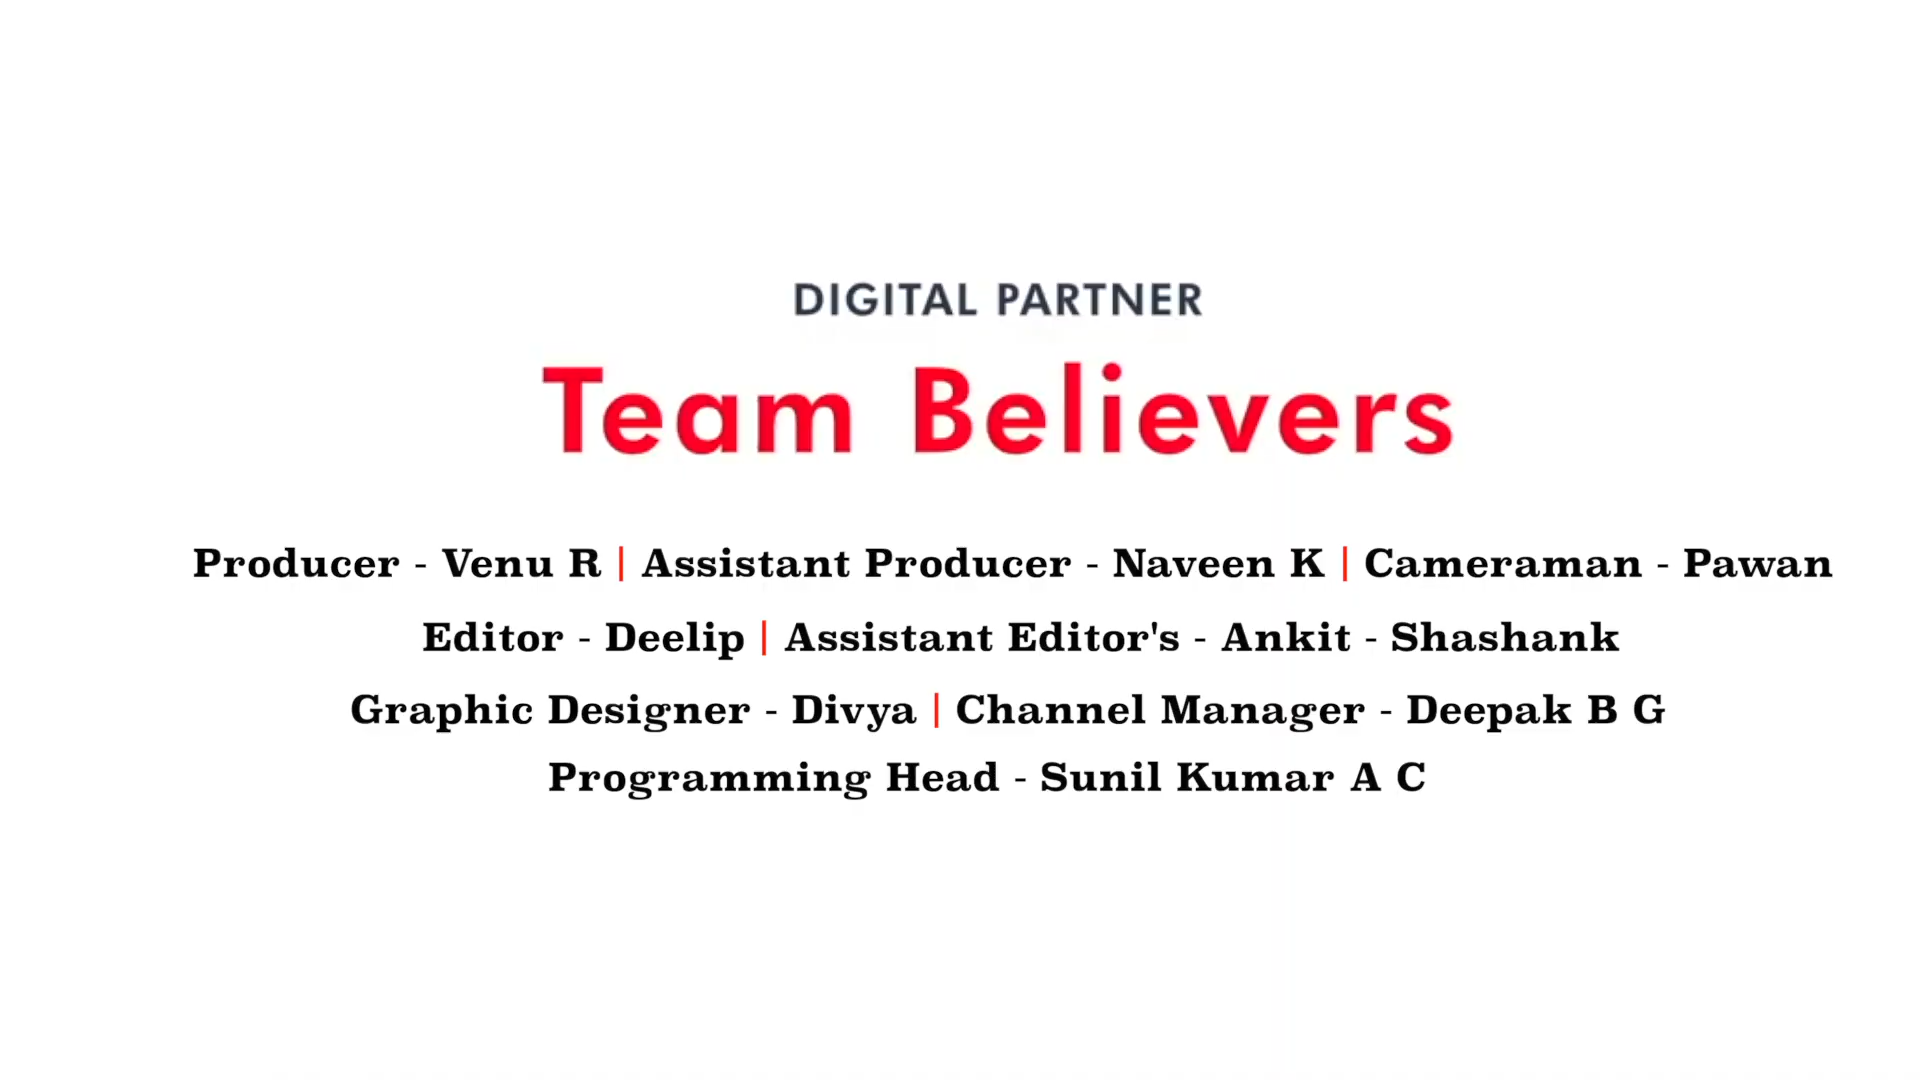 DIGITAL PARTNER
Team Believers
Producer - Venu R | Assistant Producer - Naveen K | Cameraman - Pawan
Editor - Deelip | Assistant Editor's - Ankit - Shashank
Graphic Designer - Divya | Channel Manager - Deepak B G
Programming Head - Sunil Kumar A C